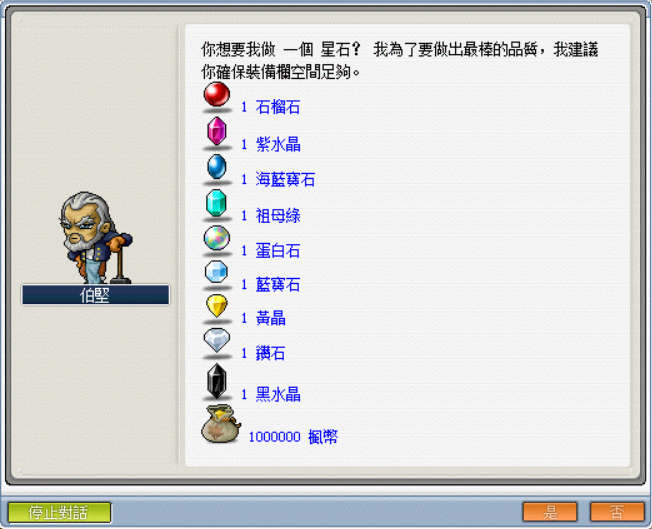 你想要我做 一個 星石? 我為了要做出最棒的品質，我建議
你確保裝備欄空間足夠。
1 石榴石
1 紫水晶
1 海藍寶石
1 祖母綠
1 蛋白石
1 藍寶石
1 黃晶
1 鑽石
1 黑水晶
1000000 楓幣
伯堅
停止對話
是
否